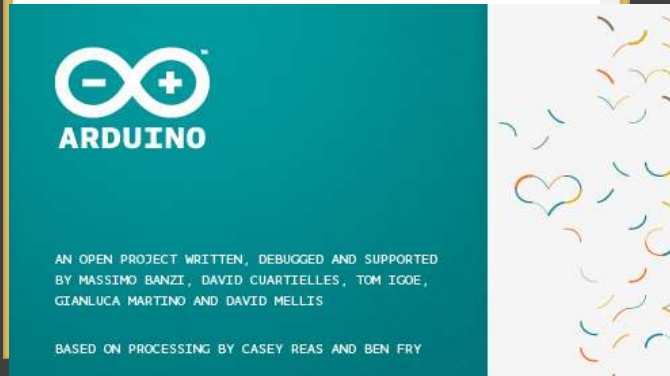 ARDUINO
AN OPEN PROJECT WRITTEN, DEBUGGED AND SUPPORTED
BY MASSIMO BANZI, DAVID CUARTIELLES, TOM IGOE,
GIANLUCA MARTINO AND DAVID MELLIS
BASED ON PROCESSING BY CASEY REAS AND BEN FRY